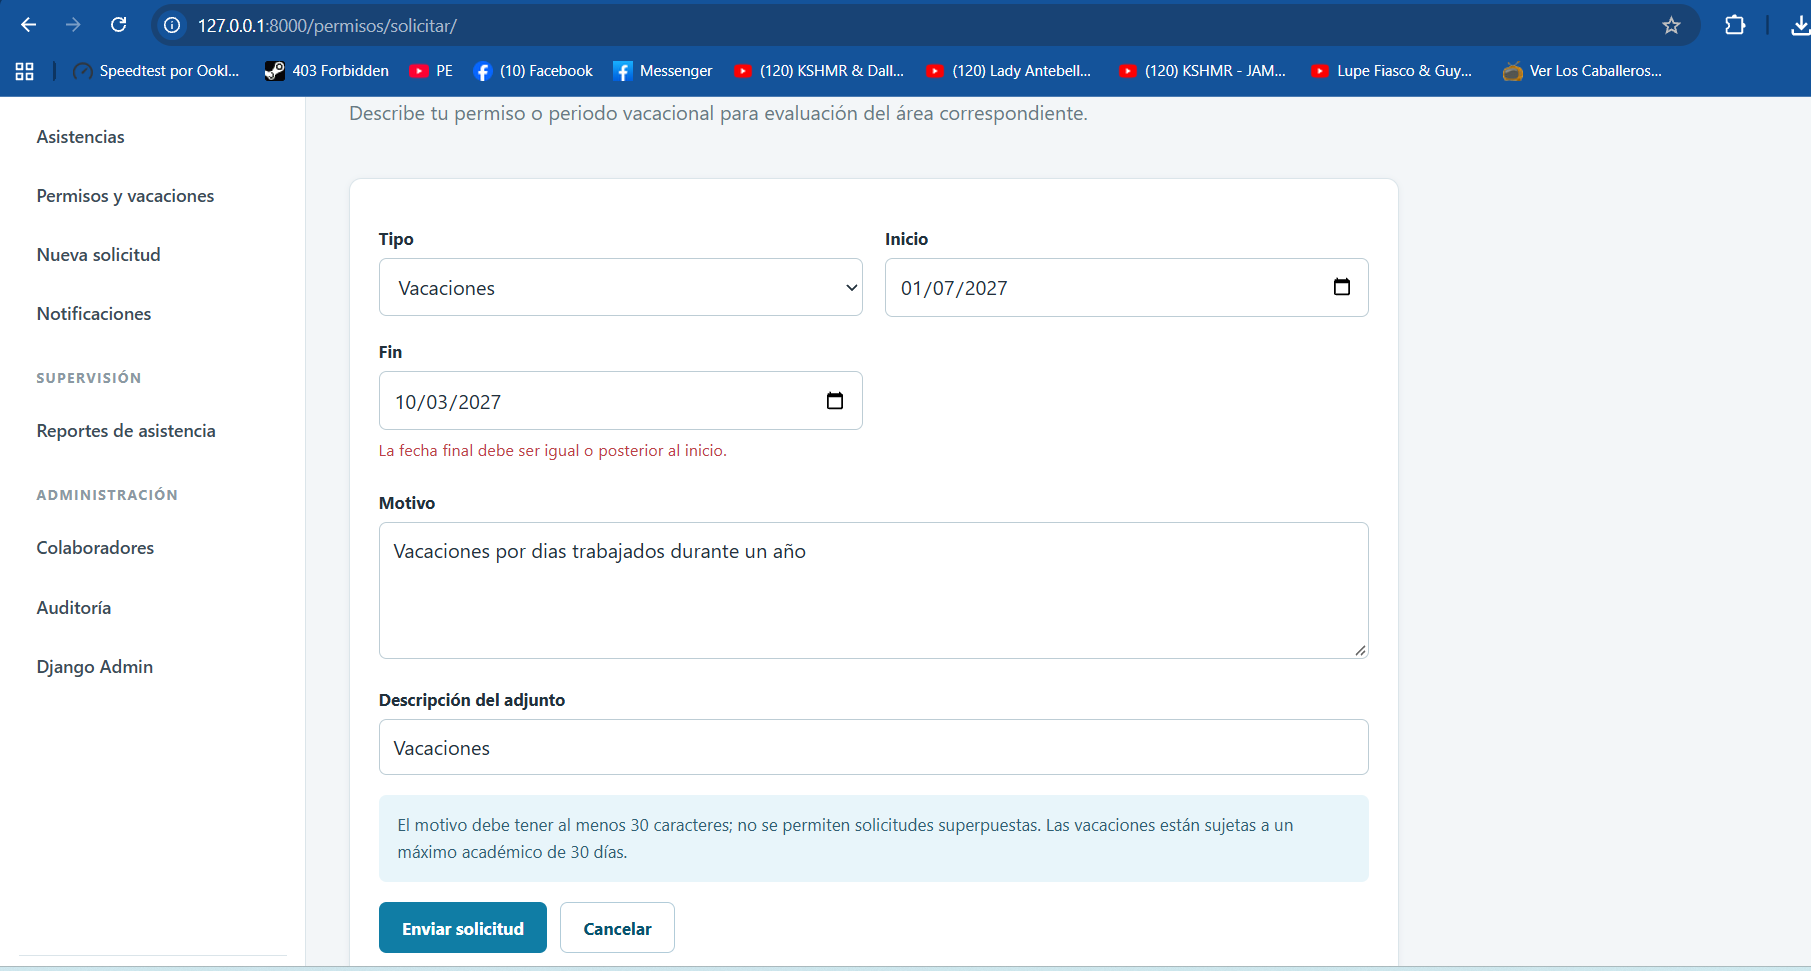 127.0.0.1:8000/permisos/solicitar/
Speedtest por Ookl...
403 Forbidden
PE
(10) Facebook
Messenger
(120) KSHMR & Dall...
(120) Lady Antebell...
(120) KSHMR - JAM...
Lupe Fiasco & Guy...
Ver Los Caballeros...
Asistencias
Permisos y vacaciones
Nueva solicitud
Notificaciones
SUPERVISIÓN
Reportes de asistencia
ADMINISTRACIÓN
Colaboradores
Auditoría
Django Admin
Describe tu permiso o periodo vacacional para evaluación del área correspondiente.
Tipo
Vacaciones
Inicio
01/07/2027
Fin
10/03/2027
La fecha final debe ser igual o posterior al inicio.
Motivo
Vacaciones por dias trabajados durante un año
Descripción del adjunto
Vacaciones
El motivo debe tener al menos 30 caracteres; no se permiten solicitudes superpuestas. Las vacaciones están sujetas a un
máximo académico de 30 días.
Enviar solicitud
Cancelar